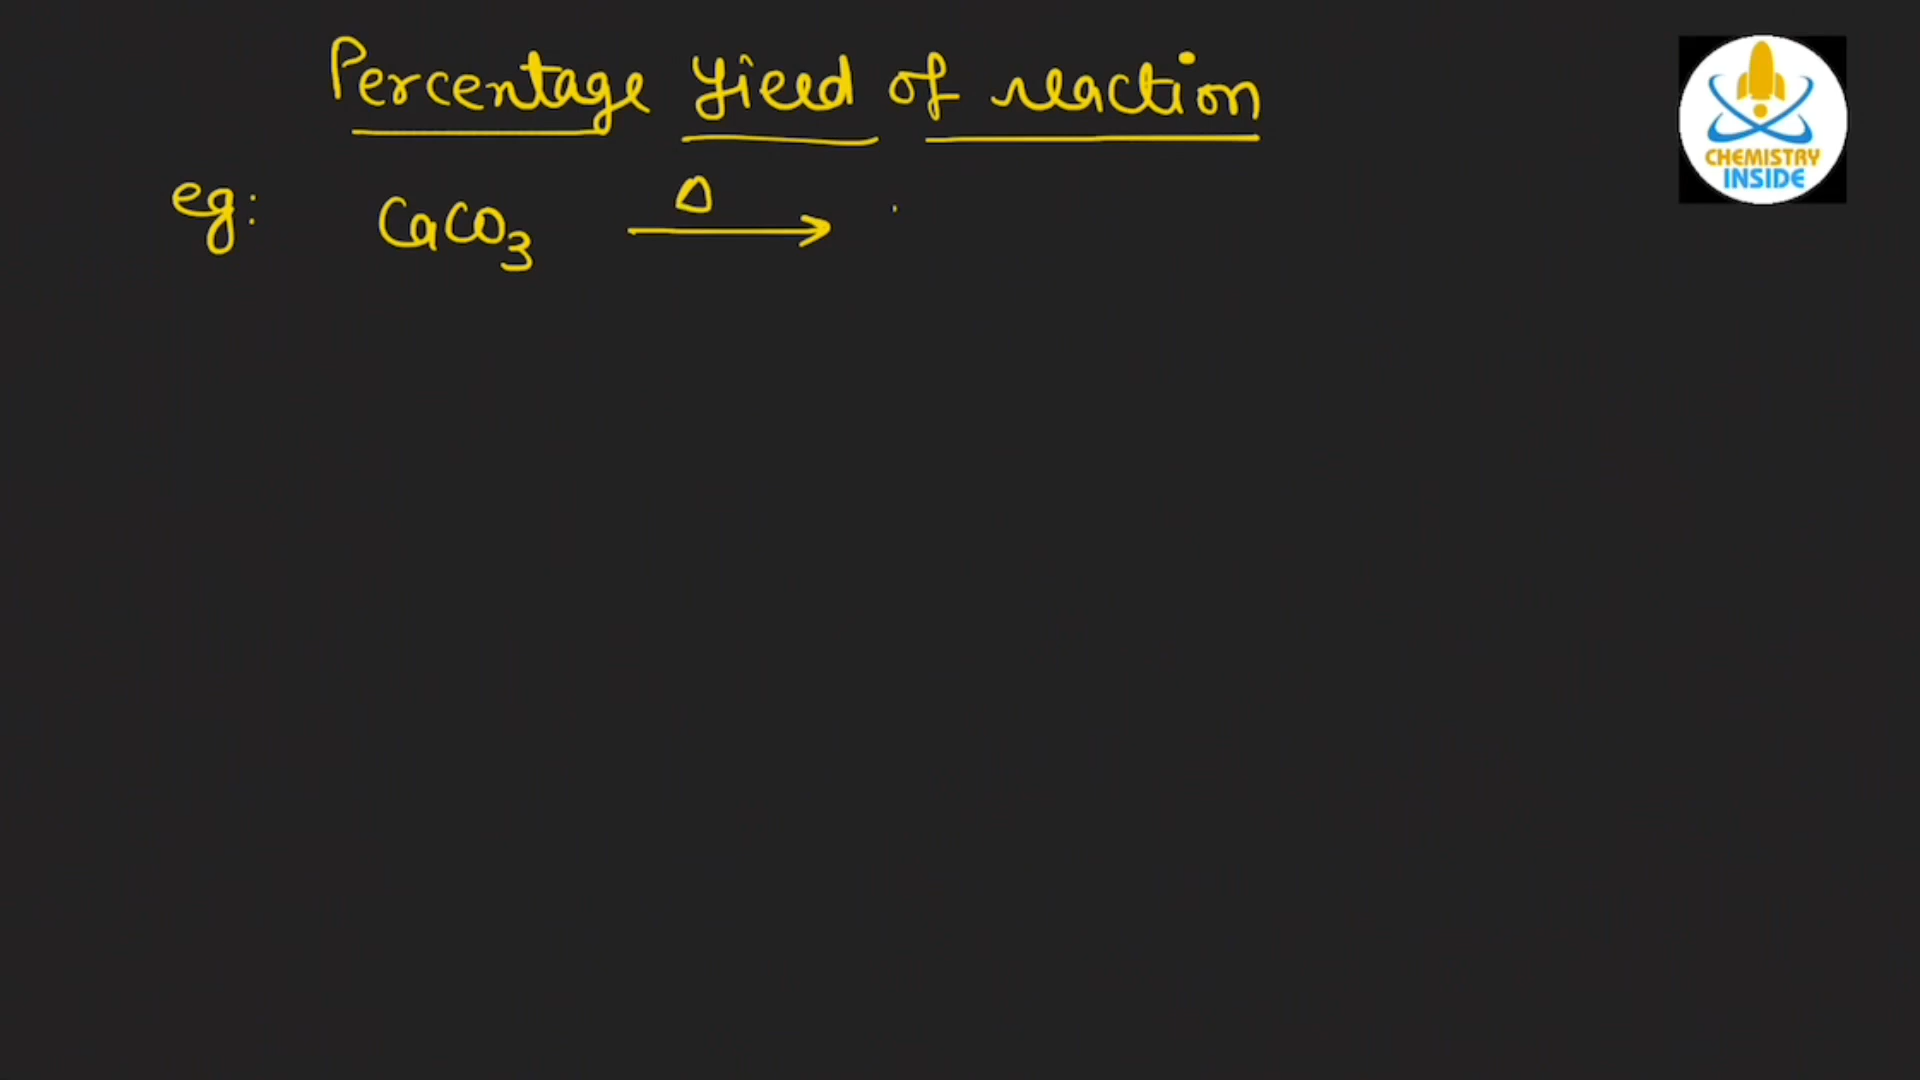 Percentage Yield of reaction
CHEMISTRY
INSIDE
eg: CaCO3 Δ →